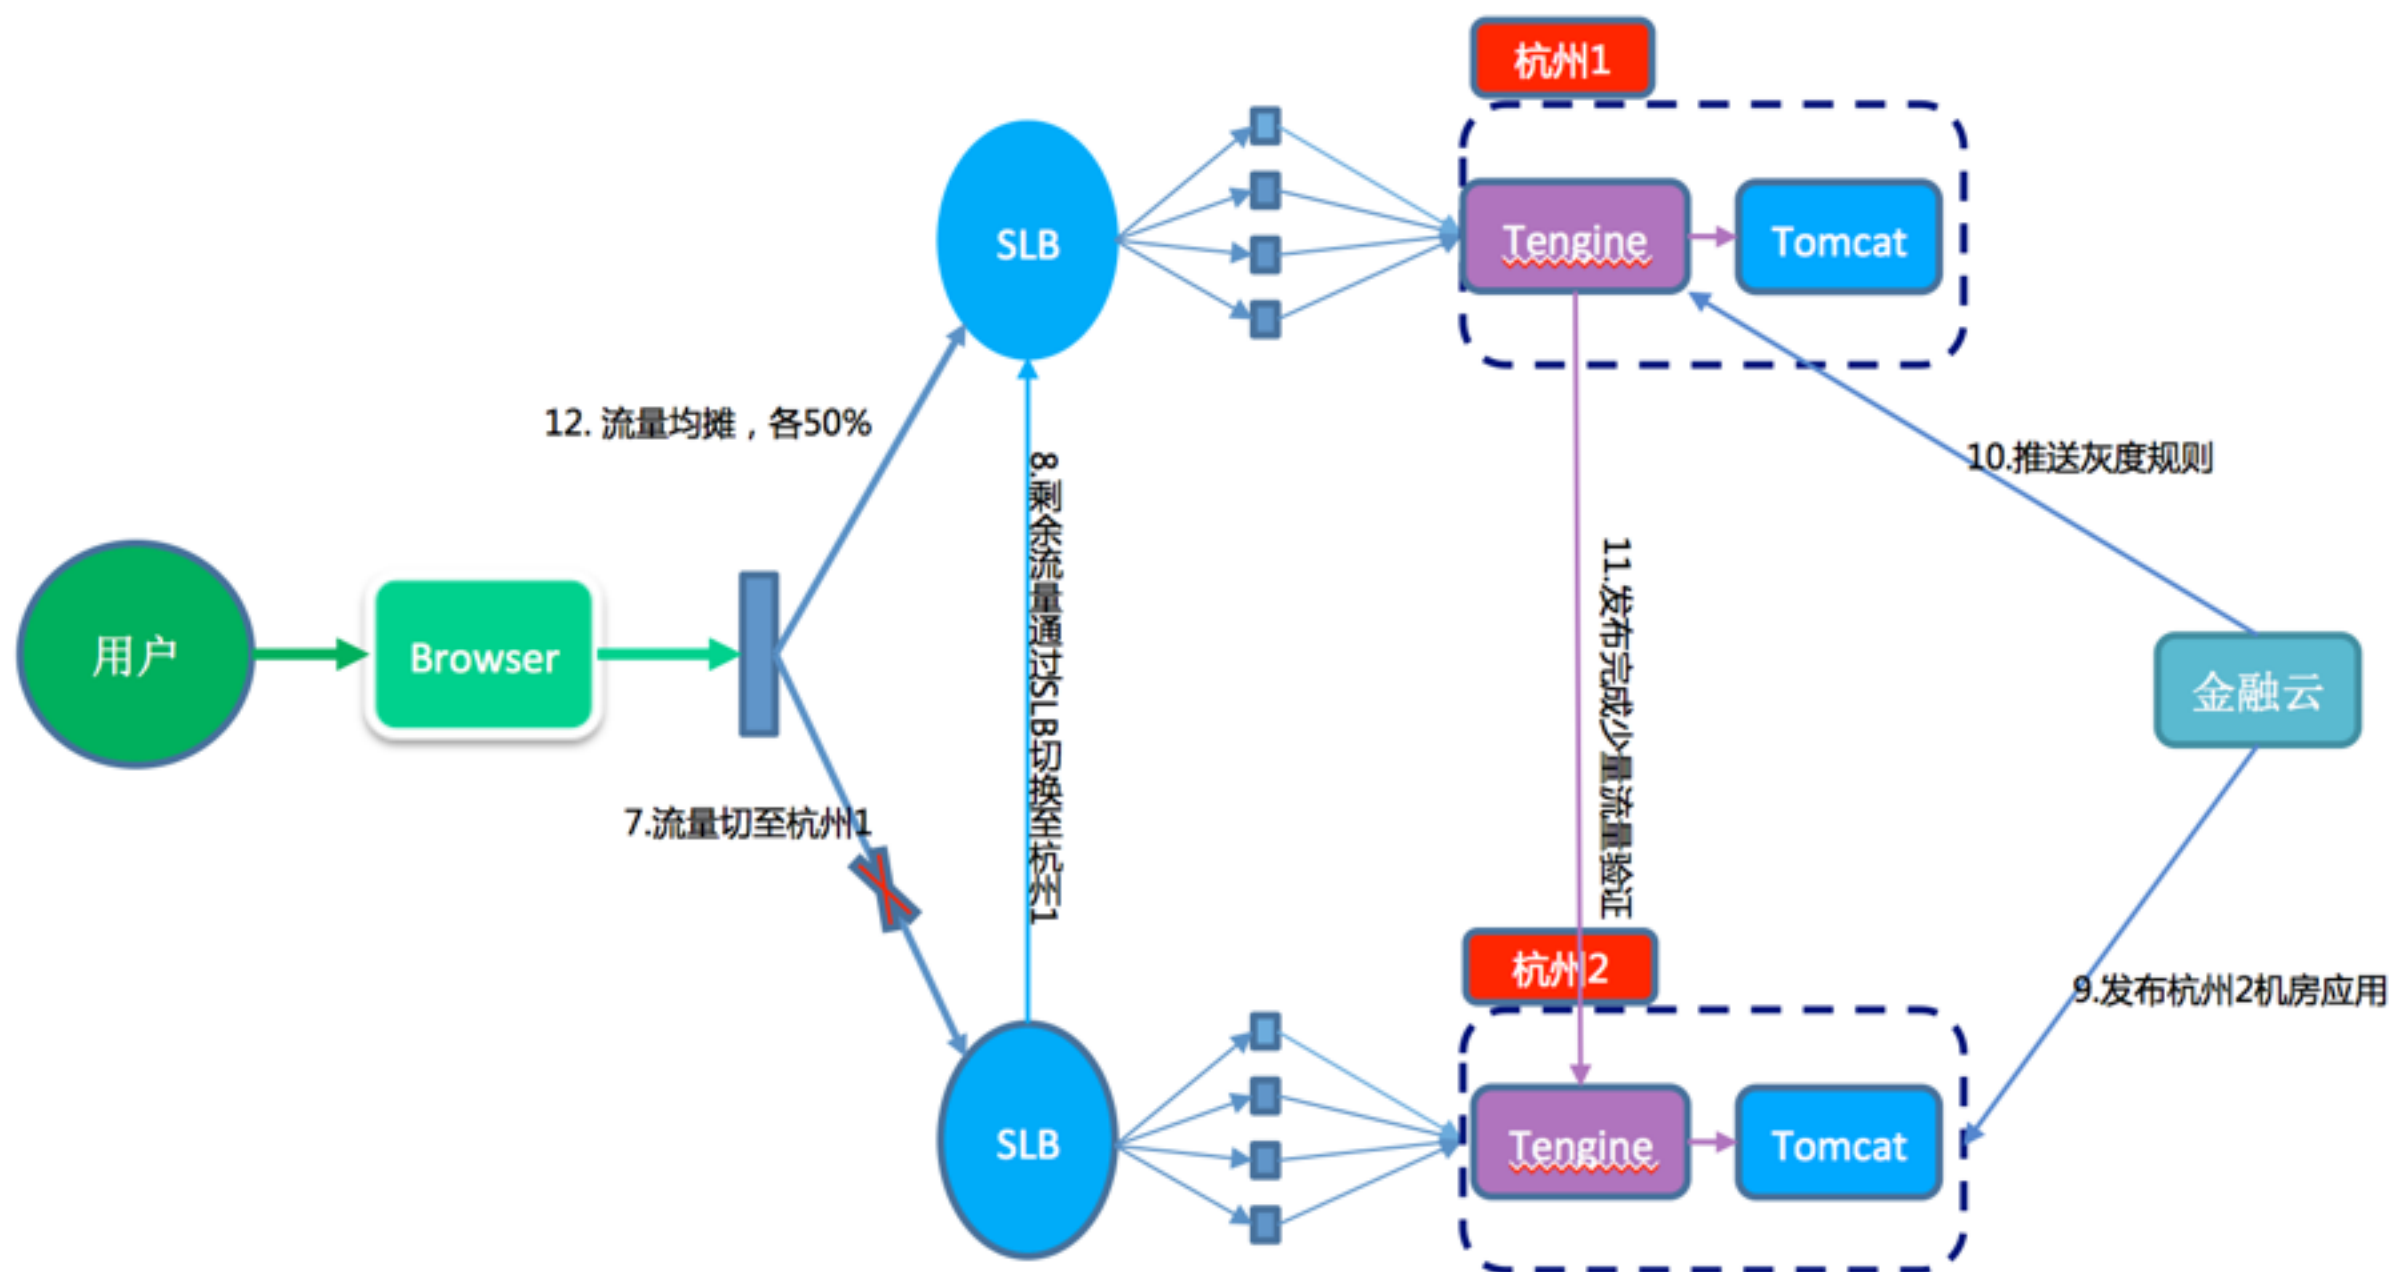 杭州1
SLB
Tengine
Tomcat
12. 流量均摊，各50%
8.剩余流量通过SLB切换至杭州1
10.推送灰度规则
11.发布完成少量流量验证
用户
Browser
金融云
7.流量切至杭州1
杭州2
9.发布杭州2机房应用
SLB
Tengine
Tomcat